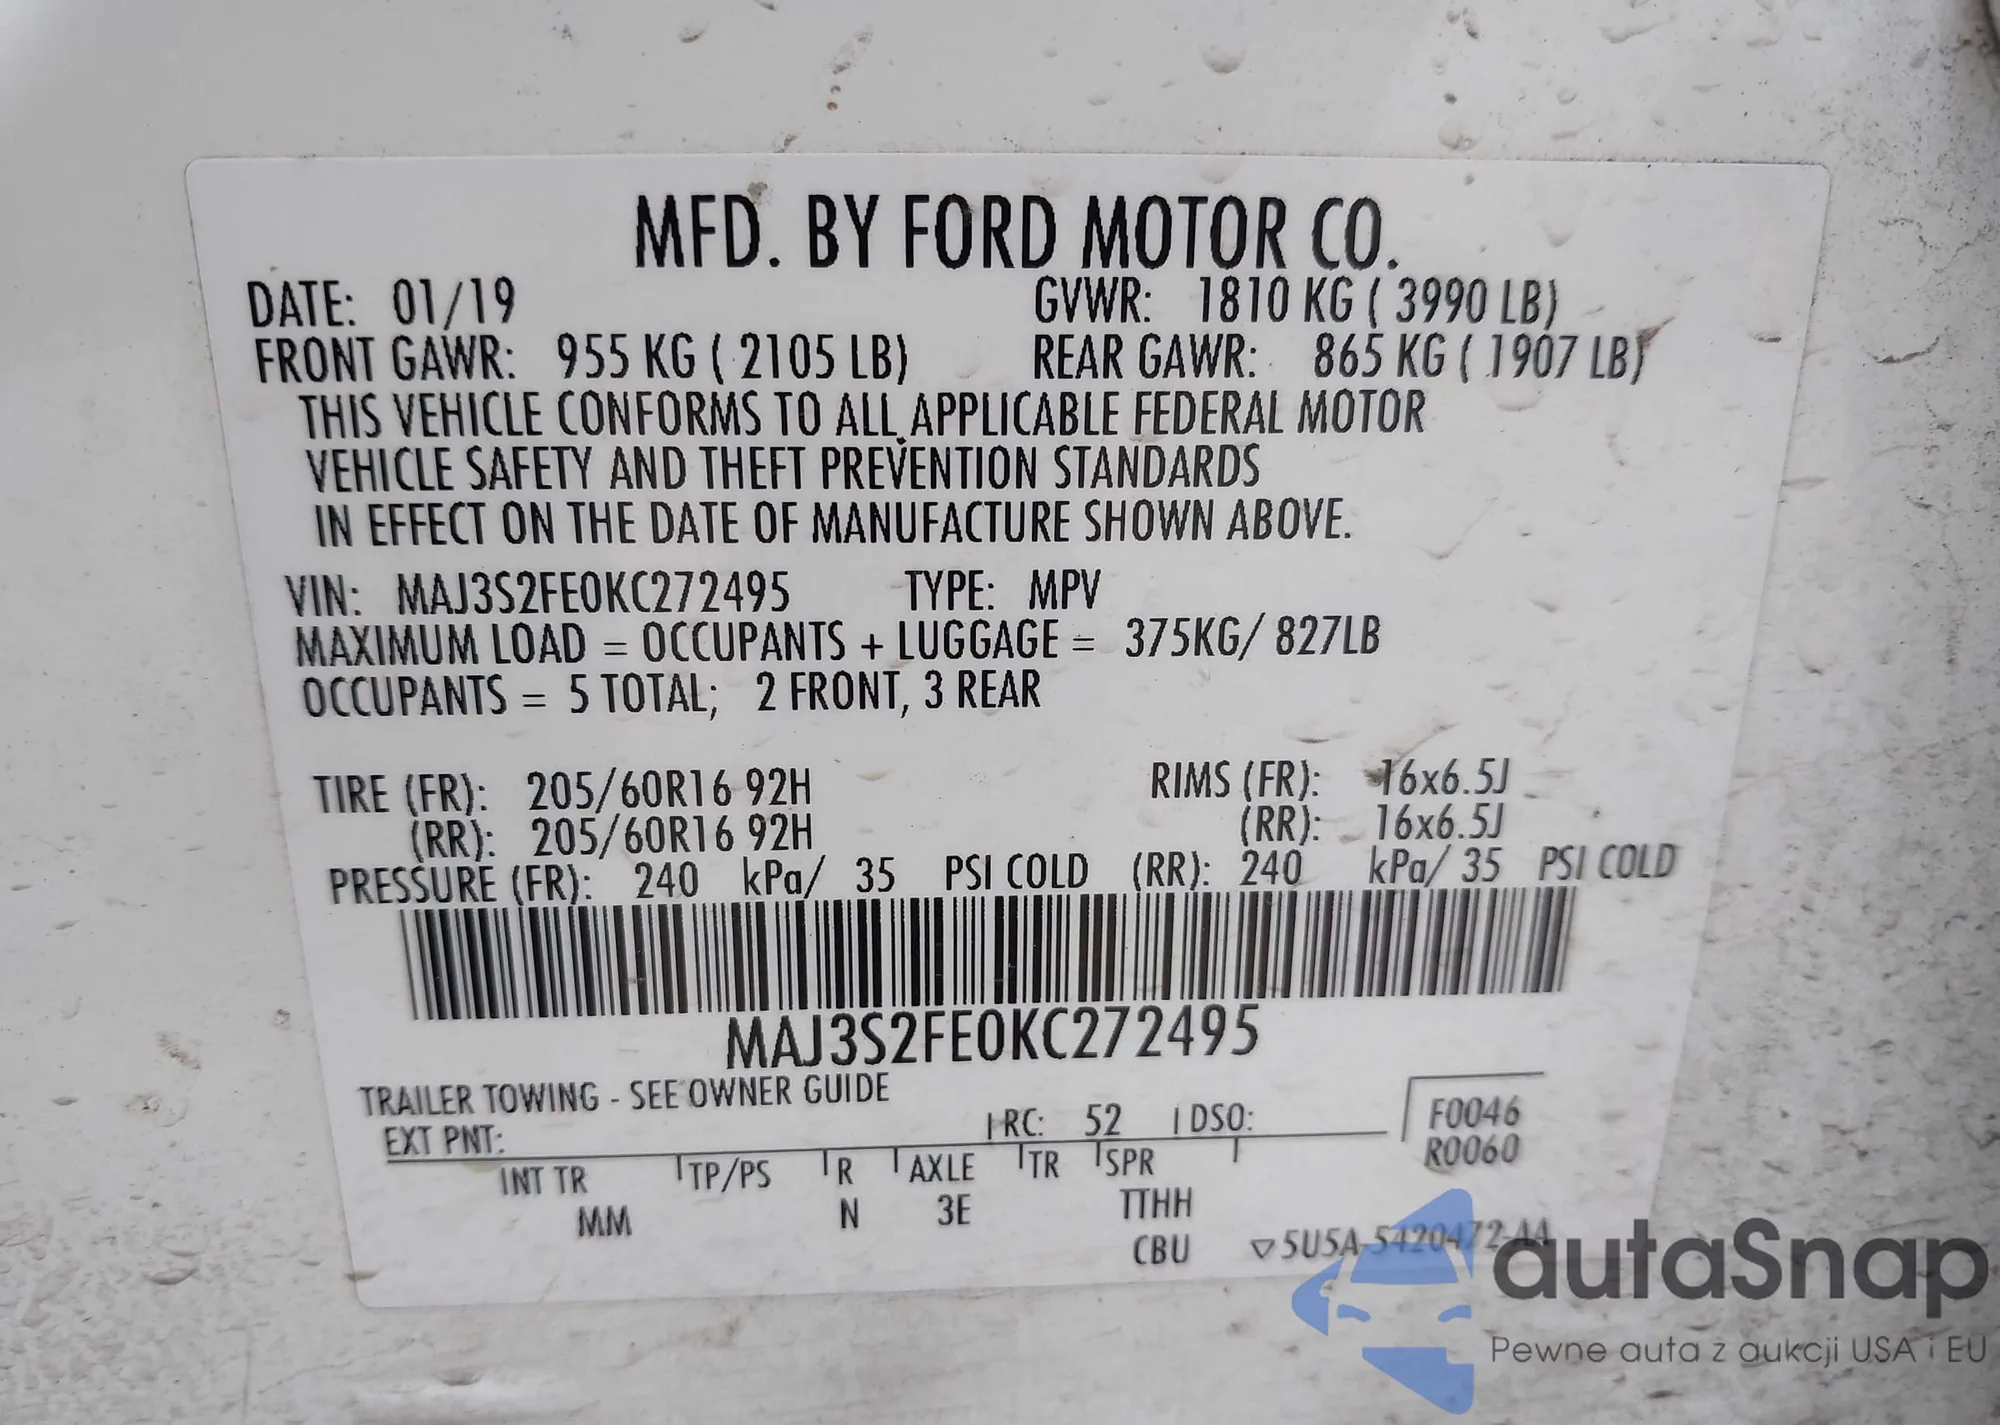 MFD. BY FORD MOTOR CO.
DATE: 01/19 GVWR: 1810 KG ( 3990 LB)
FRONT GAWR: 955 KG ( 2105 LB) REAR GAWR: 865 KG ( 1907 LB)
THIS VEHICLE CONFORMS TO ALL APPLICABLE FEDERAL MOTOR
VEHICLE SAFETY AND THEFT PREVENTION STANDARDS
IN EFFECT ON THE DATE OF MANUFACTURE SHOWN ABOVE.
VIN: MAJ3S2FE0KC272495 TYPE: MPV
MAXIMUM LOAD = OCCUPANTS + LUGGAGE = 375KG/ 827LB
OCCUPANTS = 5 TOTAL; 2 FRONT, 3 REAR
TIRE (FR): 205/60R16 92H RIMS (FR): 16x6.5J
(RR): 205/60R16 92H (RR): 16x6.5J
PRESSURE (FR): 240 kPa/ 35 PSI COLD (RR): 240 kPa/ 35 PSI COLD
MAJ3S2FE0KC272495
TRAILER TOWING - SEE OWNER GUIDE
EXT PNT: RC: 52 DSO: F0046
R0060
INT TR TP/PS R AXLE TR SPR
MM N 3E TTHH
CBU ▽5U5A-5420472-AA
autaSnap
Pewne auta z aukcji USA i EU